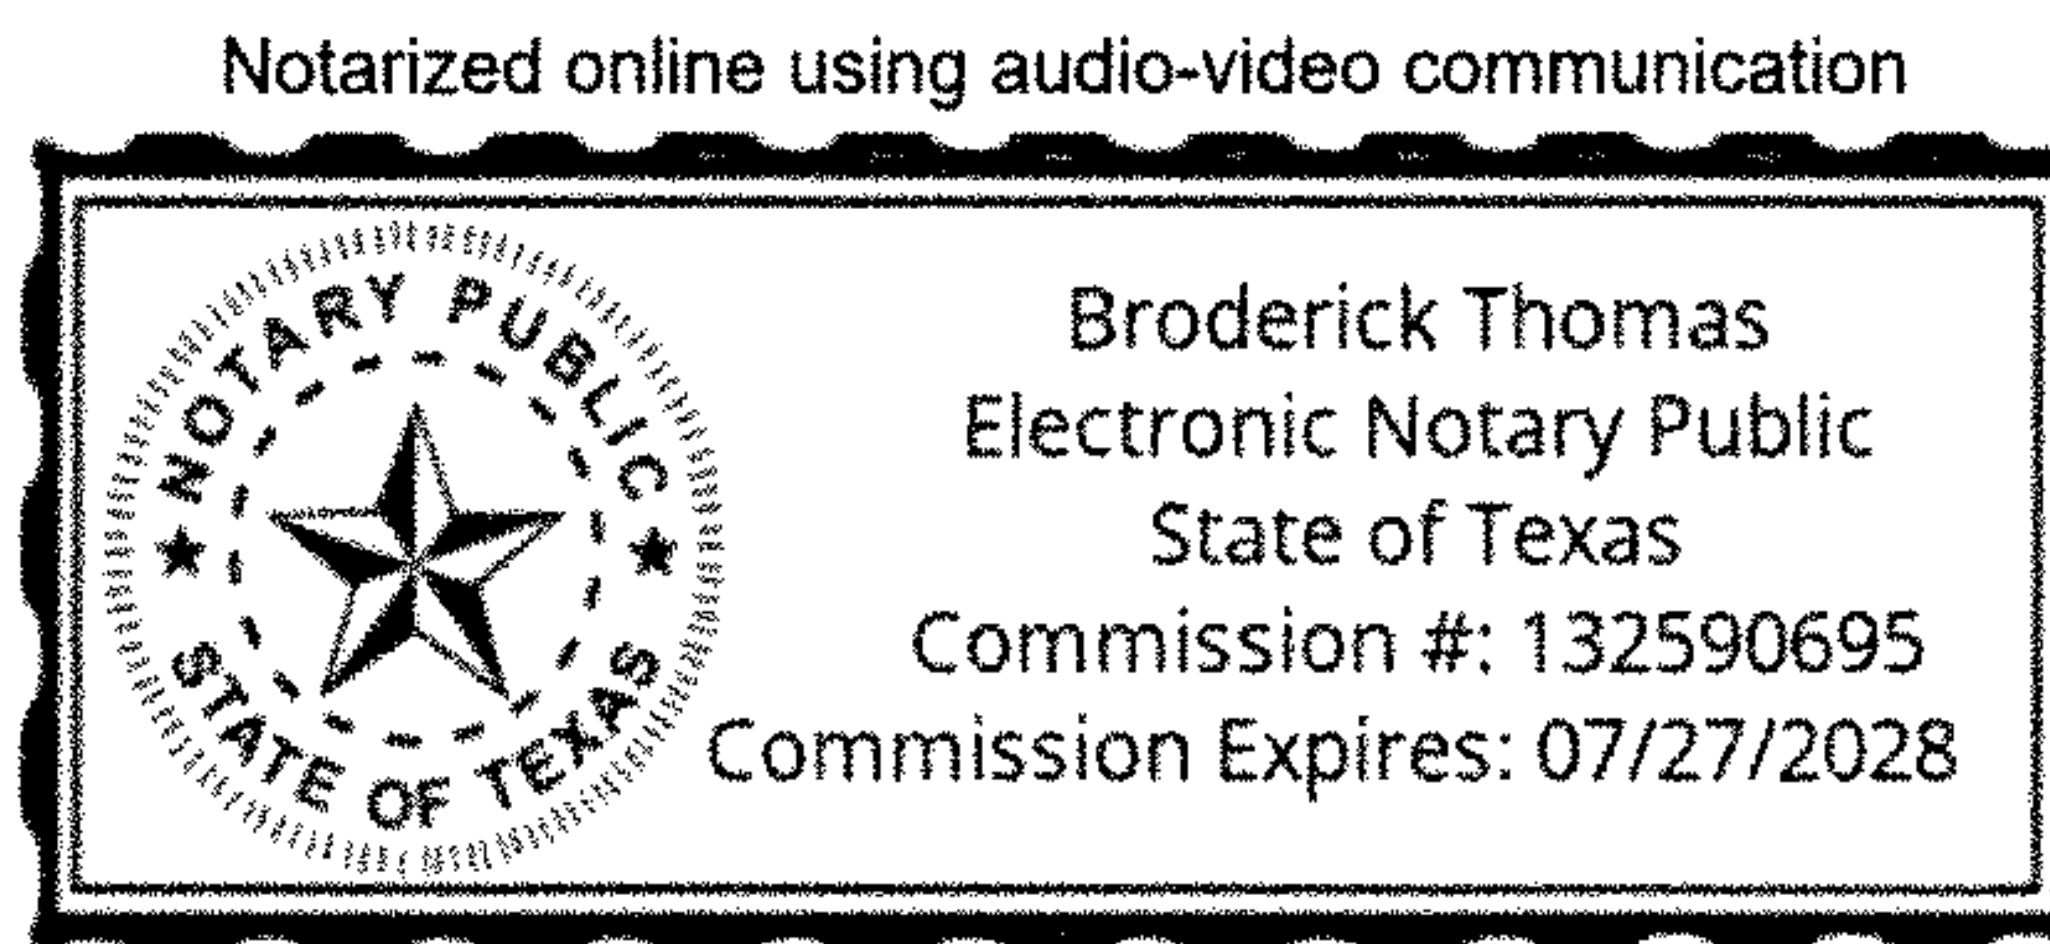 Notarized online using audio-video communication
NOTARY PUBLIC
STATE OF TEXAS
Broderick Thomas
Electronic Notary Public
State of Texas
Commission #: 132590695
Commission Expires: 07/27/2028